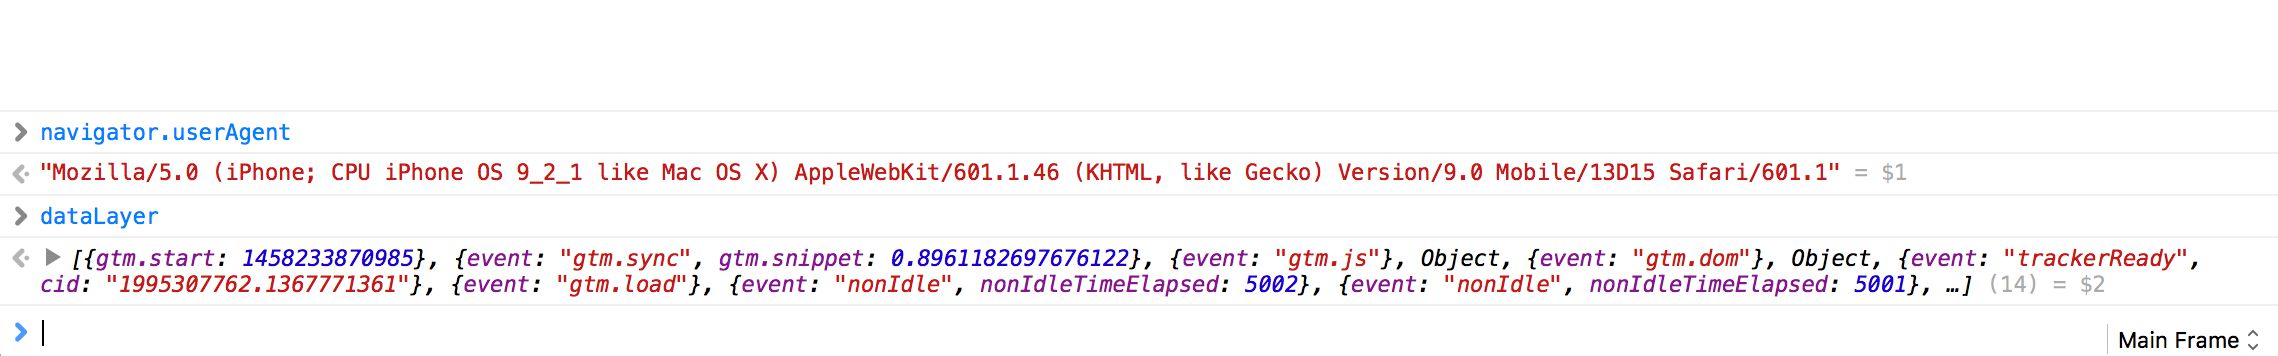 navigator.userAgent
"Mozilla/5.0 (iPhone; CPU iPhone OS 9_2_1 like Mac OS X) AppleWebKit/601.1.46 (KHTML, like Gecko) Version/9.0 Mobile/13D15 Safari/601.1" = $1
dataLayer
[{gtm.start: 1458233870985}, {event: "gtm.sync", gtm.snippet: 0.8961182697676122}, {event: "gtm.js"}, Object, {event: "gtm.dom"}, Object, {event: "trackerReady",
cid: "1995307762.1367771361"}, {event: "gtm.load"}, {event: "nonIdle", nonIdleTimeElapsed: 5002}, {event: "nonIdle", nonIdleTimeElapsed: 5001}, …] (14) = $2
Main Frame